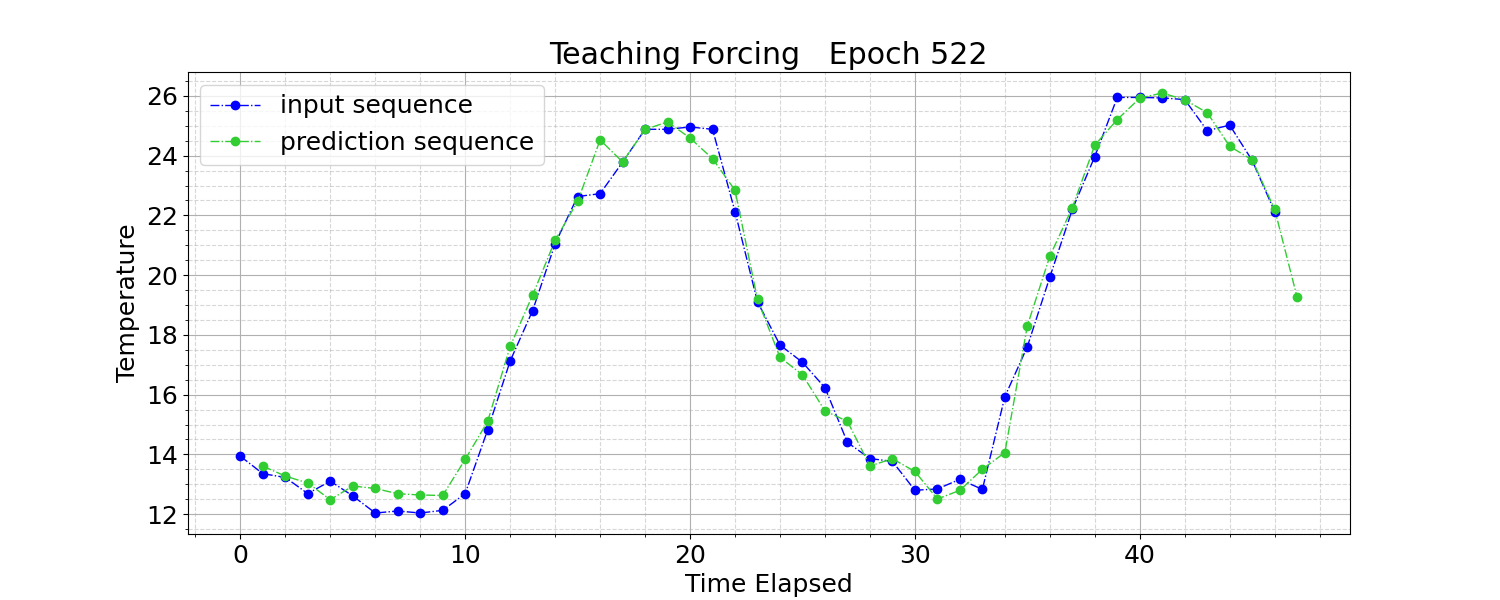 Teaching Forcing   Epoch 522
input sequence
prediction sequence
Temperature
26
24
22
20
18
16
14
12
0 10 20 30 40
Time Elapsed